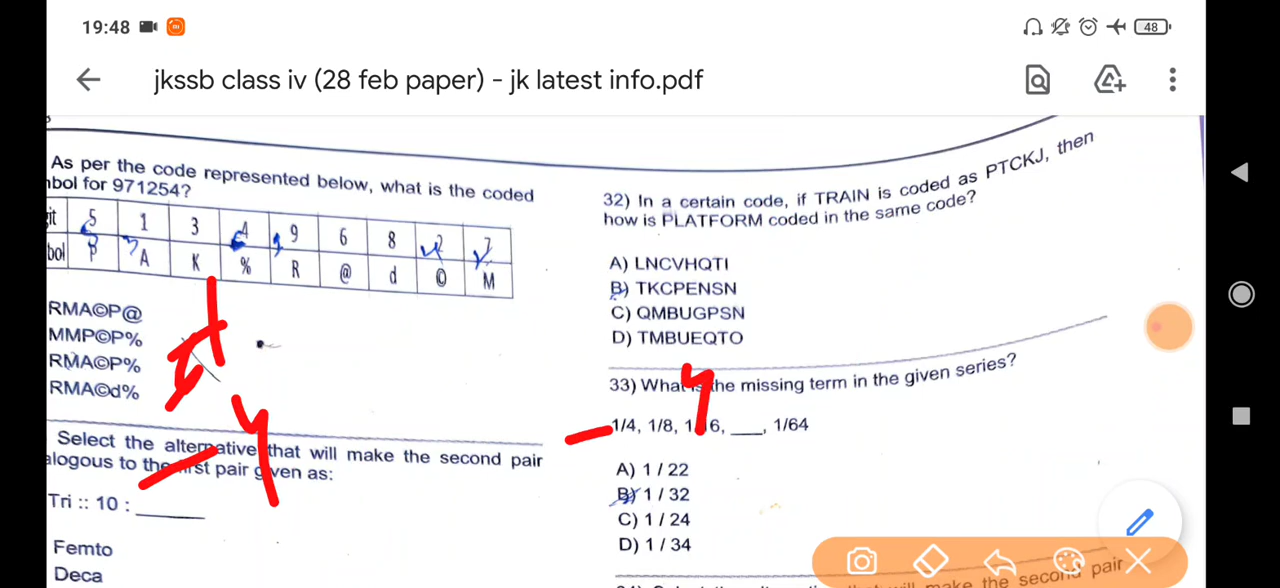 19:48
48
jkssb class iv (28 feb paper) - jk latest info.pdf
As per the code represented below, what is the coded
bol for 971254?
5 1 3 4 9 6 8 2 7
bol P A K % R @ d © M
RMA©P@
MMP©P%
RMA©P%
RMA©d%
Select the alternative that will make the second pair
alogous to the first pair given as:
Tri :: 10 : ______
Femto
Deca
32) In a certain code, if TRAIN is coded as PTCKJ, then
how is PLATFORM coded in the same code?
A) LNCVHQTI
B) TKCPENSN
C) QMBUGPSN
D) TMBUEQTO
33) What is the missing term in the given series?
1/4, 1/8, 1/16, ___, 1/64
A) 1 / 22
B) 1 / 32
C) 1 / 24
D) 1 / 34
make the second pair